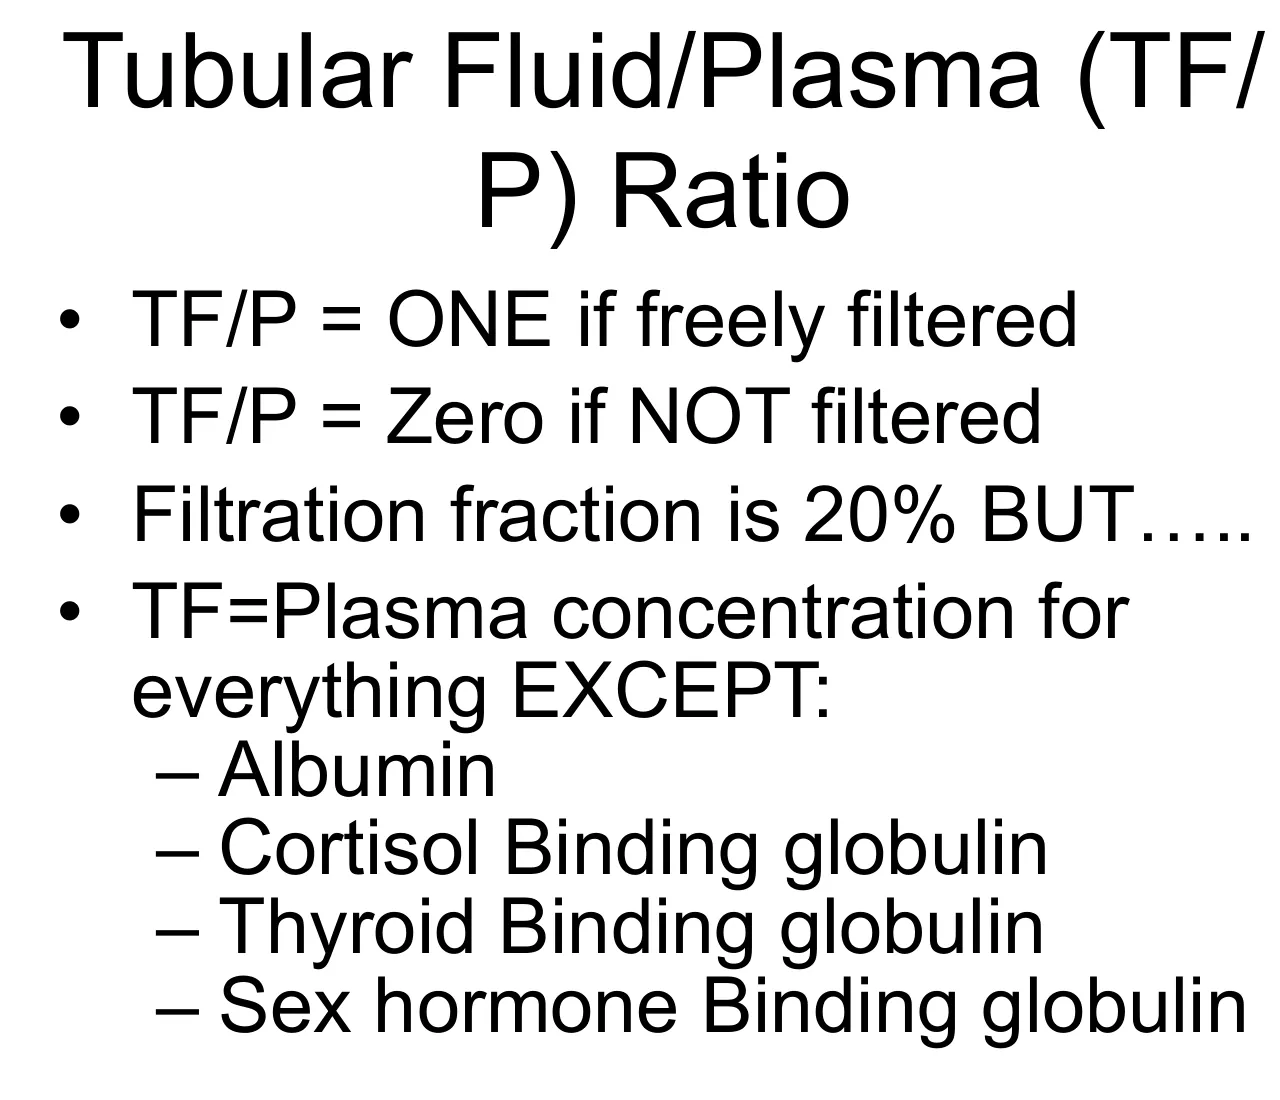 Tubular Fluid/Plasma (TF/
P) Ratio
• TF/P = ONE if freely filtered
• TF/P = Zero if NOT filtered
• Filtration fraction is 20% BUT…..
• TF=Plasma concentration for
everything EXCEPT:
– Albumin
– Cortisol Binding globulin
– Thyroid Binding globulin
– Sex hormone Binding globulin